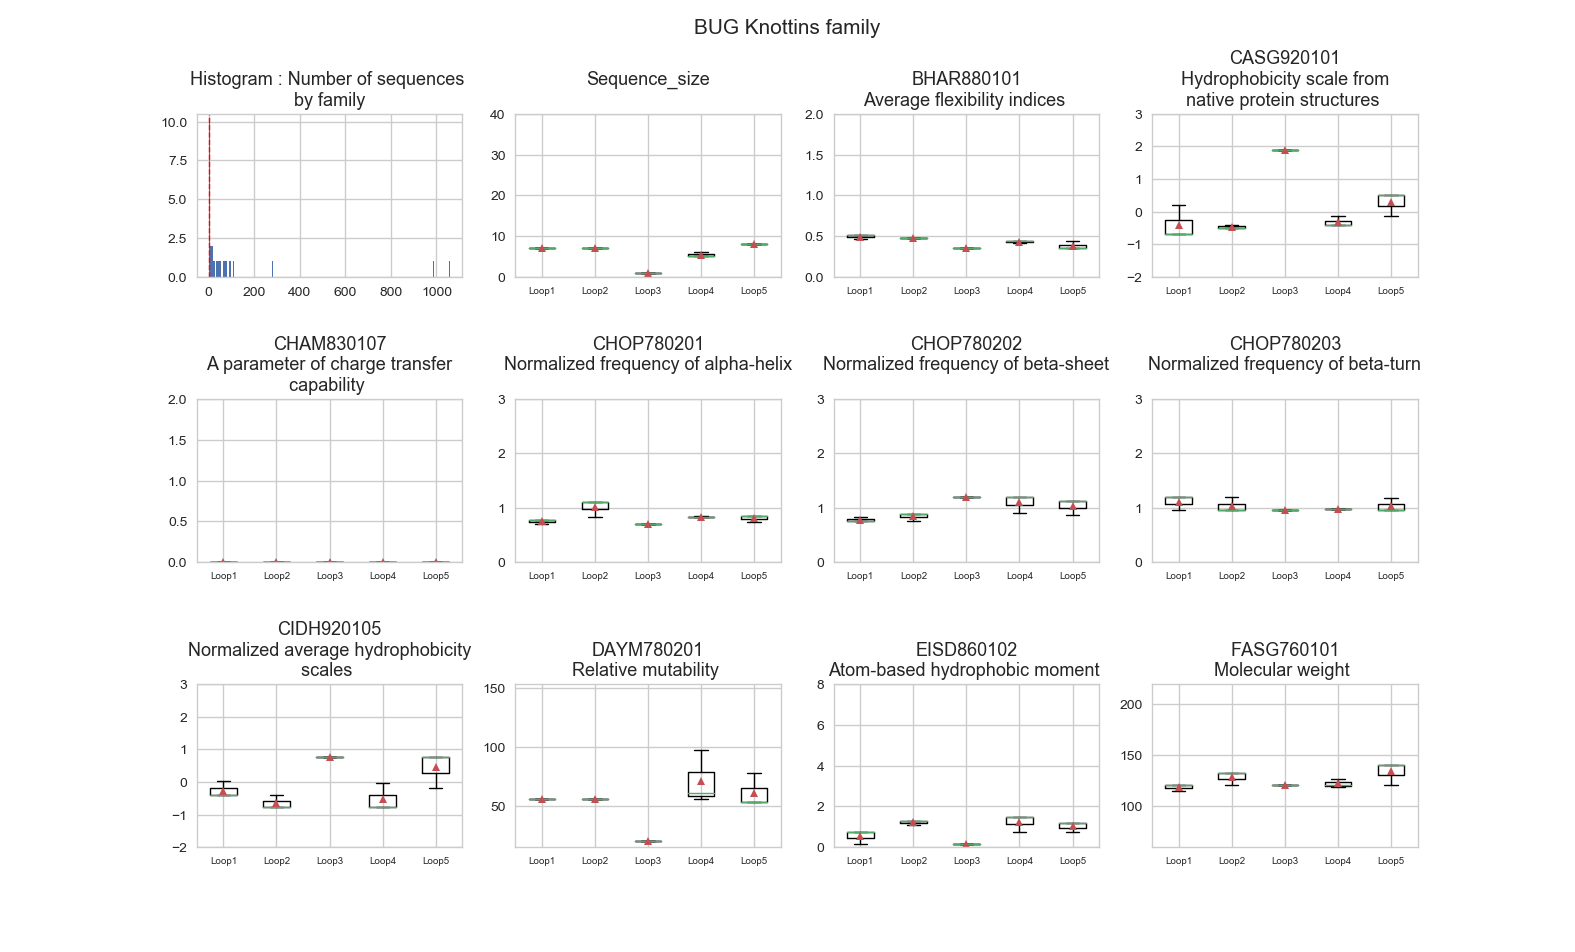 BUG Knottins family
Histogram : Number of sequences
by family
10.0
7.5
5.0
2.5
0.0
0 200 400 600 800 1000
Sequence_size
40
30
20
10
0
Loop1 Loop2 Loop3 Loop4 Loop5
BHAR880101
Average flexibility indices
2.0
1.5
1.0
0.5
0.0
Loop1 Loop2 Loop3 Loop4 Loop5
CASG920101
Hydrophobicity scale from
native protein structures
3
2
1
0
−1
−2
Loop1 Loop2 Loop3 Loop4 Loop5
CHAM830107
A parameter of charge transfer
capability
2.0
1.5
1.0
0.5
0.0
Loop1 Loop2 Loop3 Loop4 Loop5
CHOP780201
Normalized frequency of alpha-helix
3
2
1
0
Loop1 Loop2 Loop3 Loop4 Loop5
CHOP780202
Normalized frequency of beta-sheet
3
2
1
0
Loop1 Loop2 Loop3 Loop4 Loop5
CHOP780203
Normalized frequency of beta-turn
3
2
1
0
Loop1 Loop2 Loop3 Loop4 Loop5
CIDH920105
Normalized average hydrophobicity
scales
3
2
1
0
−1
−2
Loop1 Loop2 Loop3 Loop4 Loop5
DAYM780201
Relative mutability
150
100
50
Loop1 Loop2 Loop3 Loop4 Loop5
EISD860102
Atom-based hydrophobic moment
8
6
4
2
0
Loop1 Loop2 Loop3 Loop4 Loop5
FASG760101
Molecular weight
200
150
100
Loop1 Loop2 Loop3 Loop4 Loop5